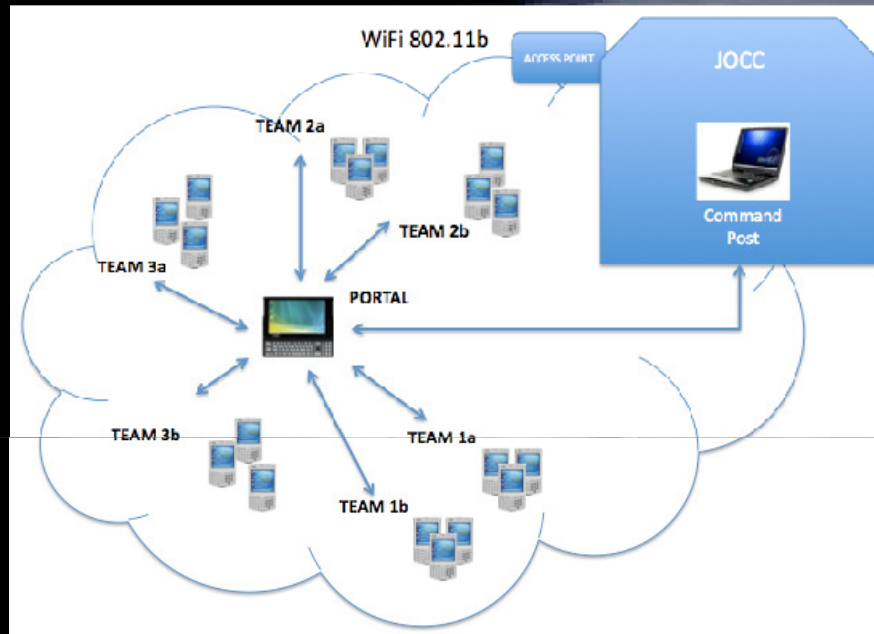 WiFi 802.11b
ACCESS POINT
JOCC
TEAM 2a
TEAM 2b
Command
Post
TEAM 3a
PORTAL
TEAM 3b
TEAM 1a
TEAM 1b